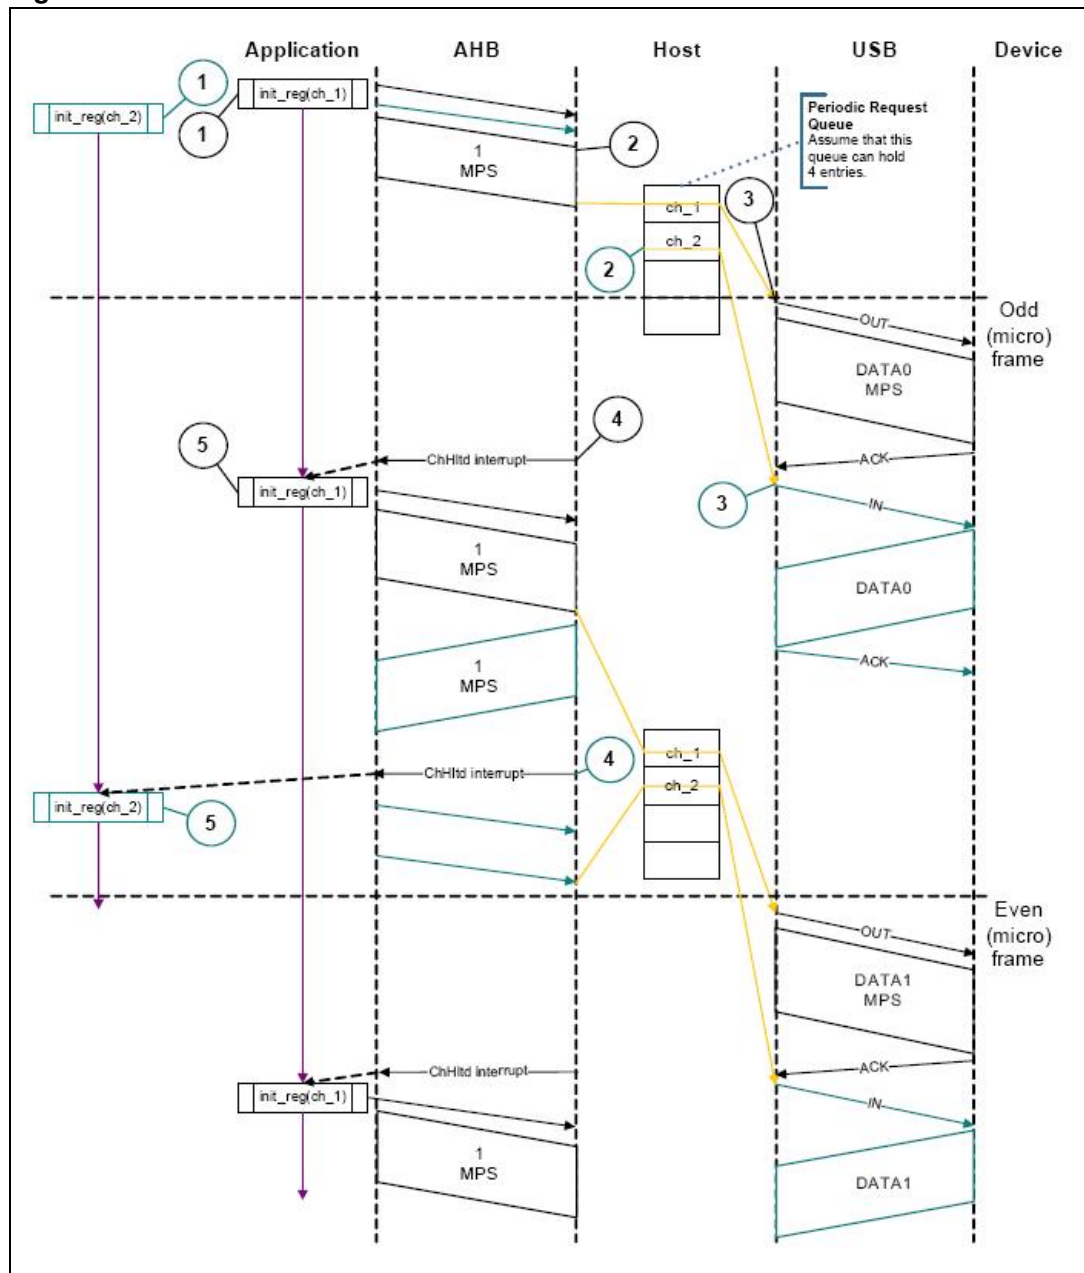 Application AHB Host USB Device
1
init_reg(ch_1)
init_reg(ch_2)
1
Periodic Request
Queue
Assume that this
queue can hold
4 entries.
2
1
MPS
3
ch_1
ch_2
2
Odd
(micro)
frame
OUT
DATA0
MPS
4
5
ChHltd interrupt
ACK
init_reg(ch_1)
3
IN
1
MPS
DATA0
1
MPS
ACK
ch_1
4
ChHltd interrupt
ch_2
init_reg(ch_2)
5
Even
(micro)
frame
OUT
DATA1
MPS
ChHltd interrupt
ACK
init_reg(ch_1)
IN
1
MPS
DATA1